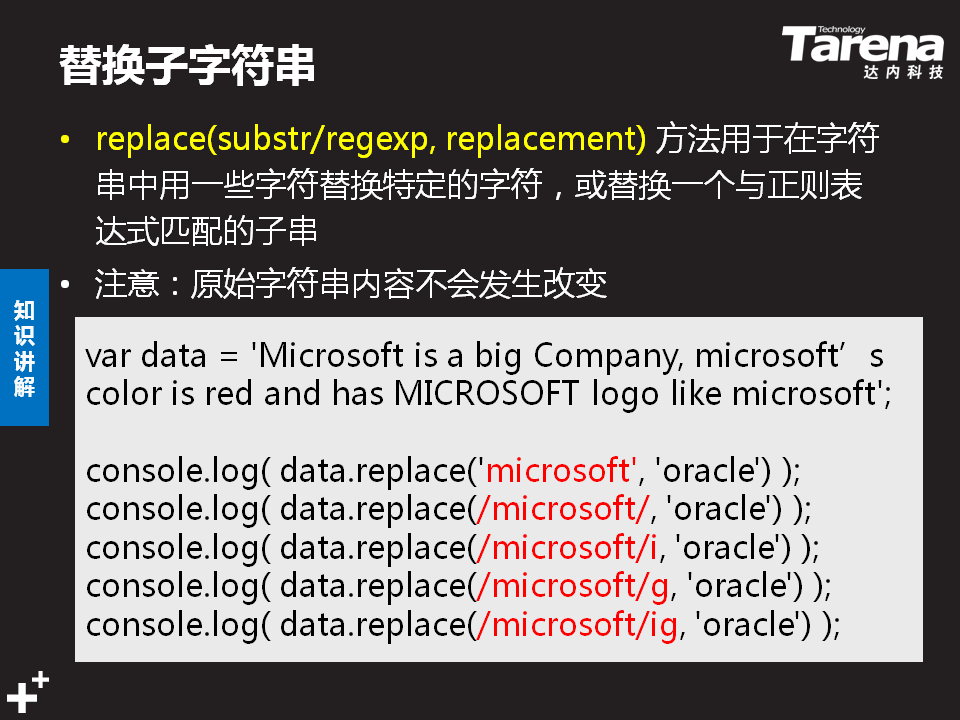 替换子字符串
Technology
Tarena
达内科技
• replace(substr/regexp, replacement) 方法用于在字符
串中用一些字符替换特定的字符，或替换一个与正则表
达式匹配的子串
• 注意：原始字符串内容不会发生改变
知
识
讲
解
var data = 'Microsoft is a big Company, microsoft’s
color is red and has MICROSOFT logo like microsoft';
console.log( data.replace('microsoft', 'oracle') );
console.log( data.replace(/microsoft/, 'oracle') );
console.log( data.replace(/microsoft/i, 'oracle') );
console.log( data.replace(/microsoft/g, 'oracle') );
console.log( data.replace(/microsoft/ig, 'oracle') );